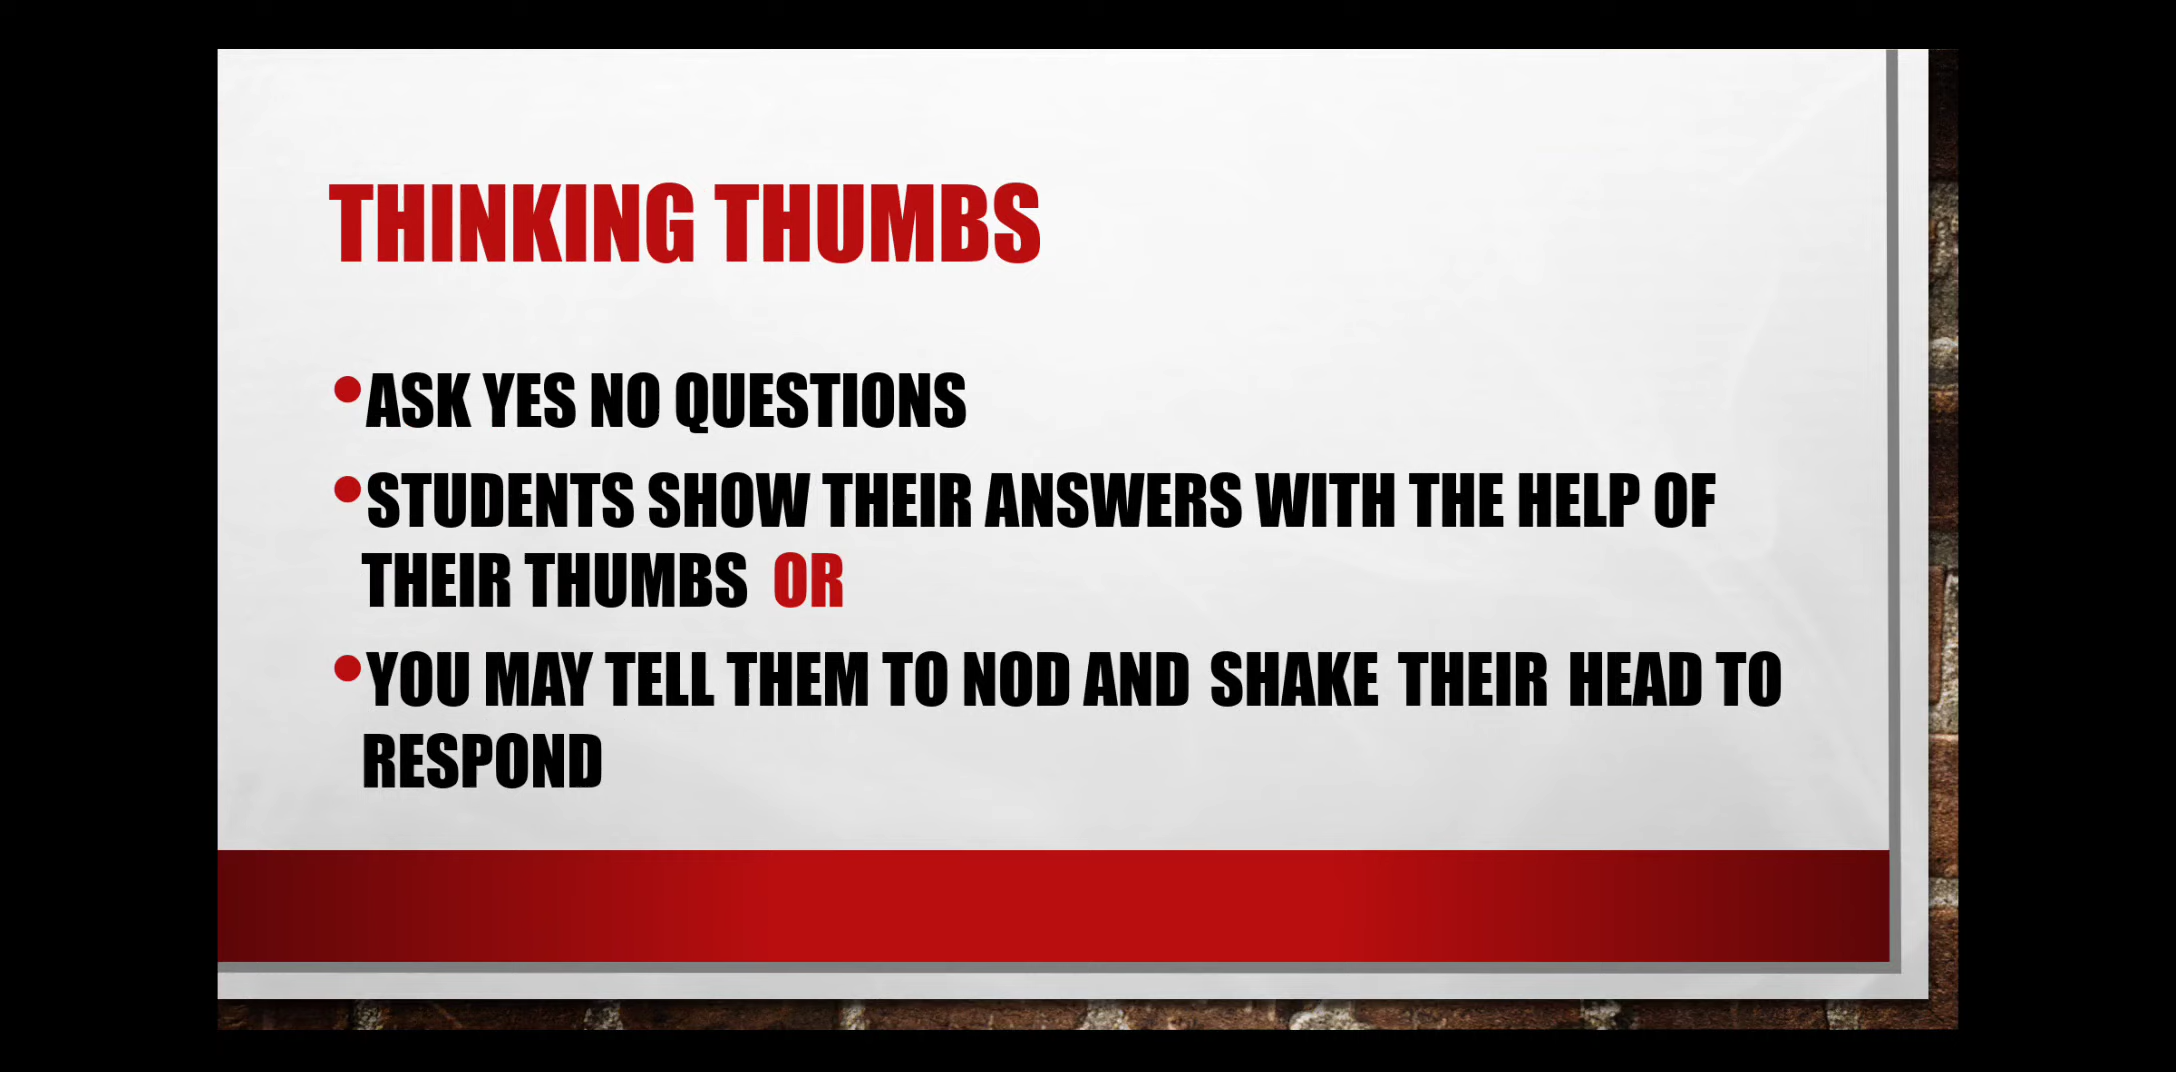 THINKING THUMBS
•ASK YES NO QUESTIONS
•STUDENTS SHOW THEIR ANSWERS WITH THE HELP OF
THEIR THUMBS OR
•YOU MAY TELL THEM TO NOD AND SHAKE THEIR HEAD TO
RESPOND